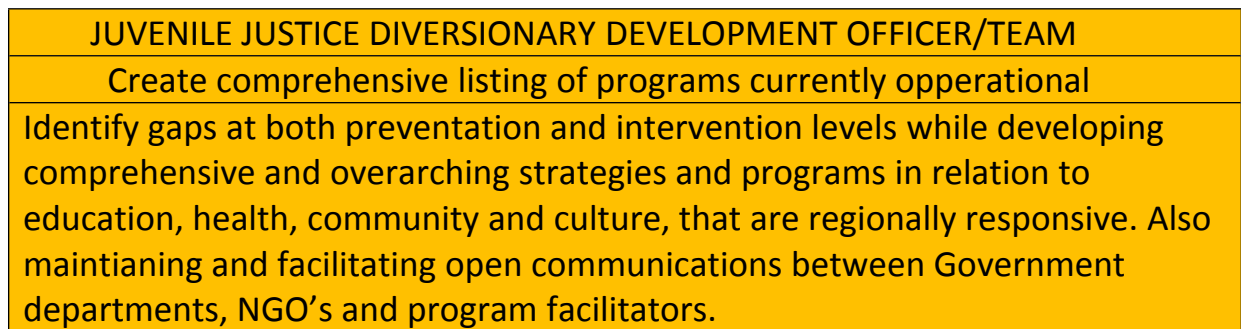 JUVENILE JUSTICE DIVERSIONARY DEVELOPMENT OFFICER/TEAM
Create comprehensive listing of programs currently opperational
Identify gaps at both preventation and intervention levels while developing
comprehensive and overarching strategies and programs in relation to
education, health, community and culture, that are regionally responsive. Also
maintianing and facilitating open communications between Government
departments, NGO’s and program facilitators.